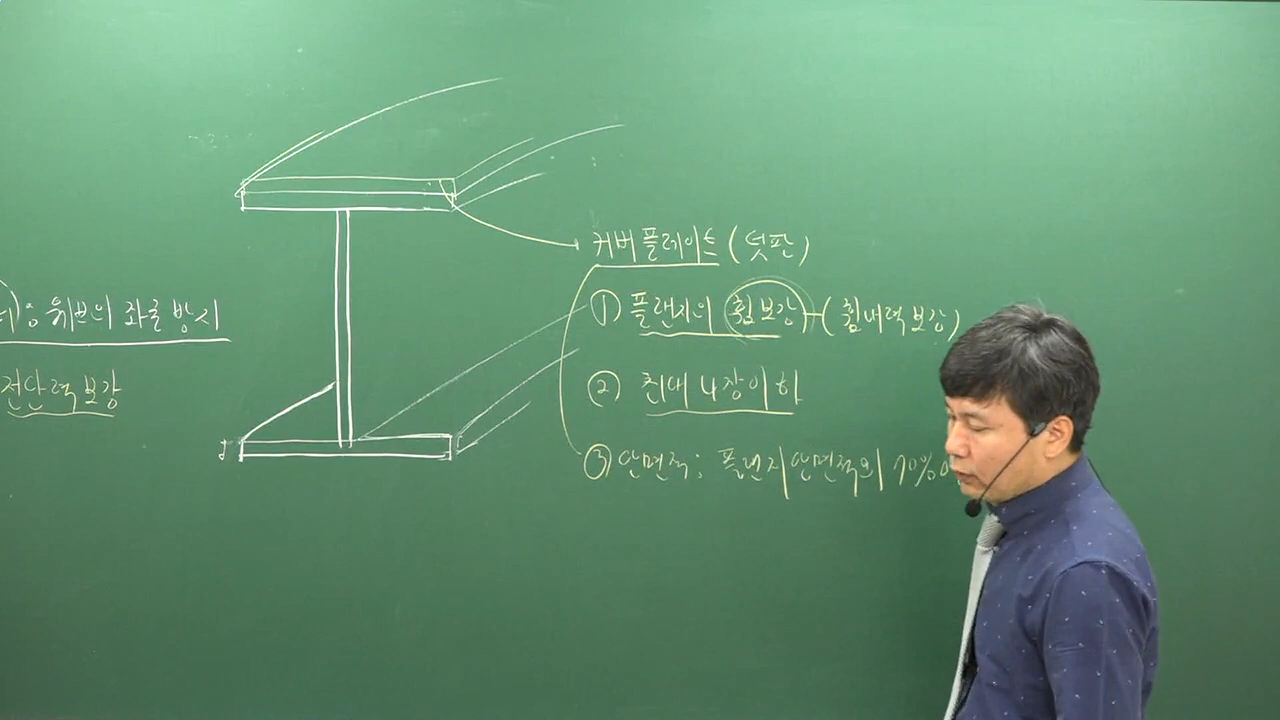 웨브의 좌굴 방지
전단력 보강
커버 플레이트 (덧판)
① 플랜지의 휨보강 - (휨내력보강)
② 최대 4장이하
③ 단면적 : 플랜지 단면적의 70%